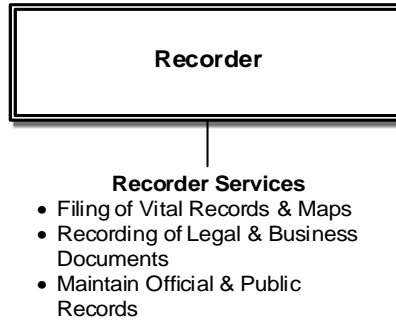 Recorder
Recorder Services
• Filing of Vital Records & Maps
• Recording of Legal & Business
Documents
• Maintain Official & Public
Records